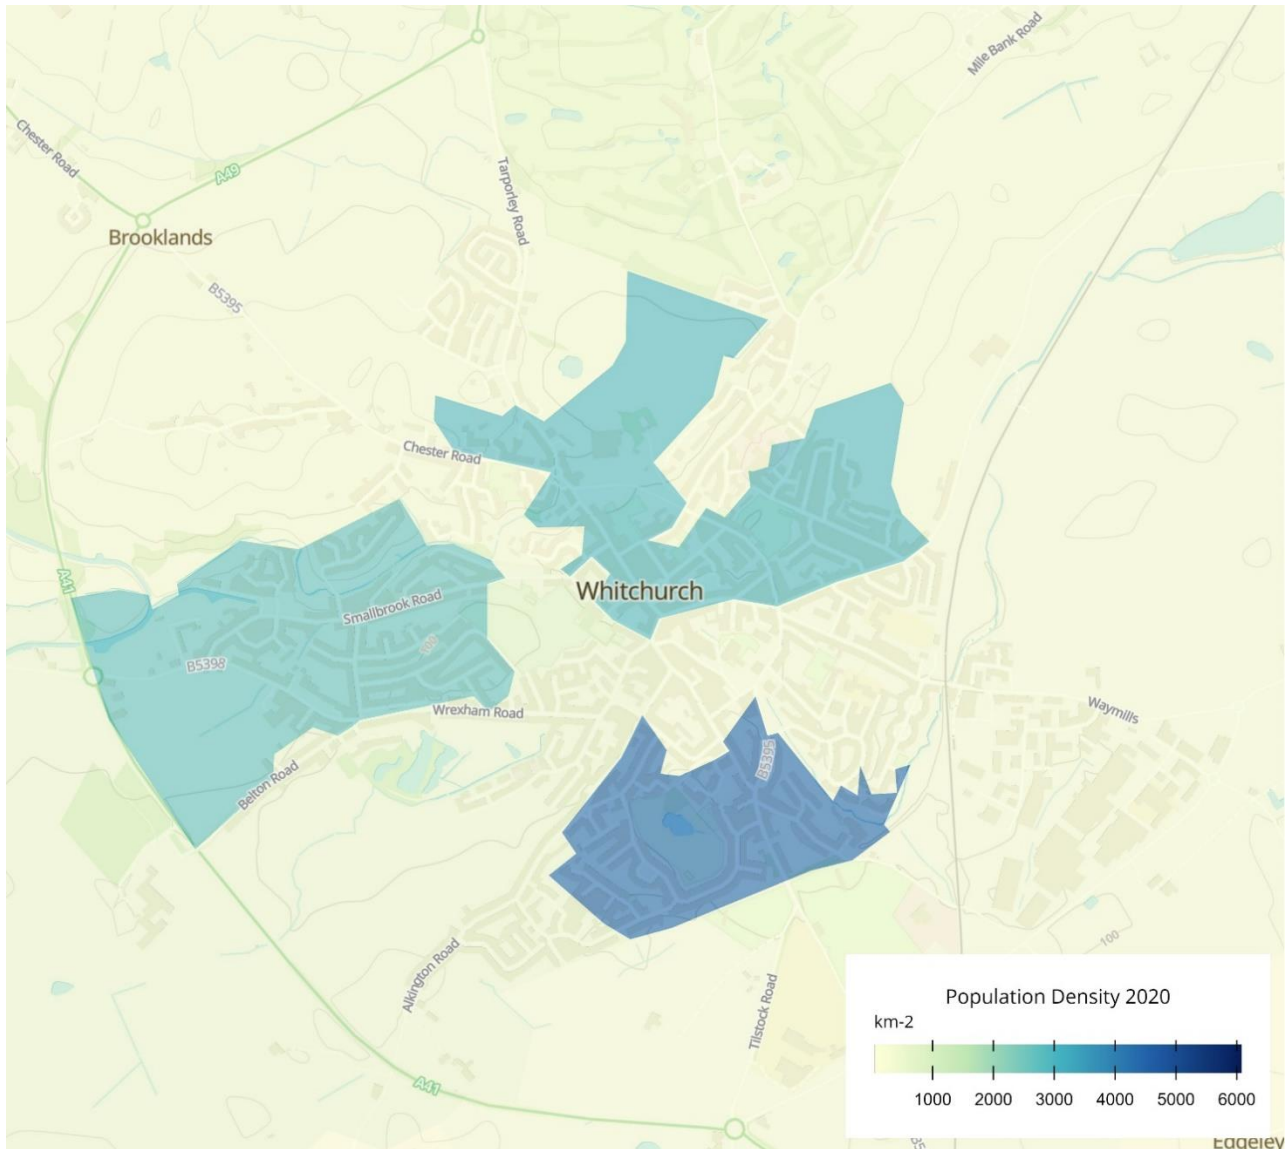 Mile Bank Road
Chester Road
A49
Tarporley Road
Brooklands
B5395
Chester Road
A41
Whitchurch
Smallbrook Road
100
B5398
Wrexham Road
Waymills
B5395
Belton Road
100
Alkington Road
Tilstock Road
A41
Population Density 2020
km-2
1000 2000 3000 4000 5000 6000